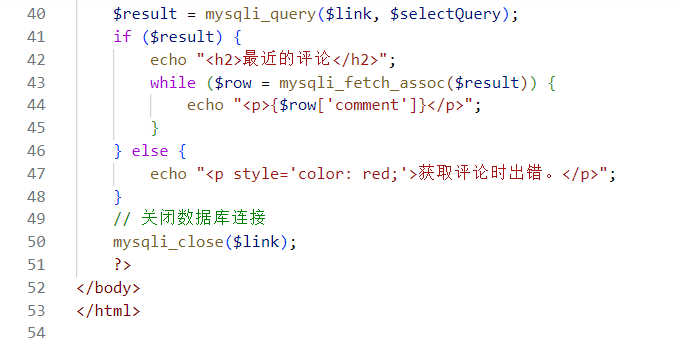 40 $result = mysqli_query($link, $selectQuery);
41 if ($result) {
42 echo "<h2>最近的评论</h2>";
43 while ($row = mysqli_fetch_assoc($result)) {
44 echo "<p>{$row['comment']}</p>";
45 }
46 } else {
47 echo "<p style='color: red;'>获取评论时出错。</p>";
48 }
49 // 关闭数据库连接
50 mysqli_close($link);
51 ?>
52 </body>
53 </html>
54